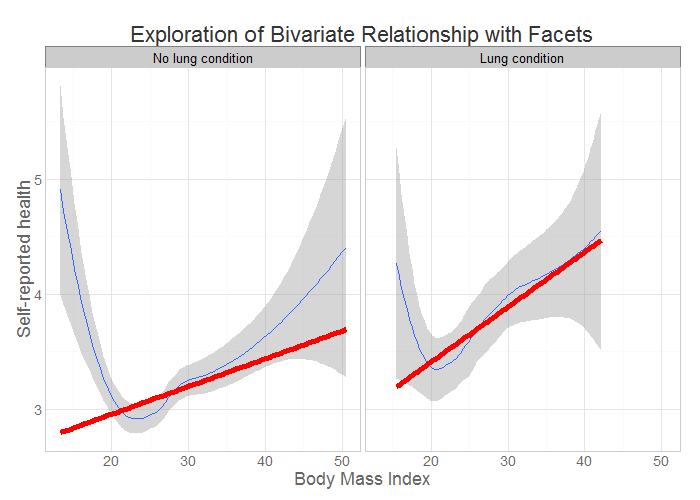 Exploration of Bivariate Relationship with Facets
No lung condition
Lung condition
Self-reported health
5
4
3
20 30 40 50
20 30 40 50
Body Mass Index